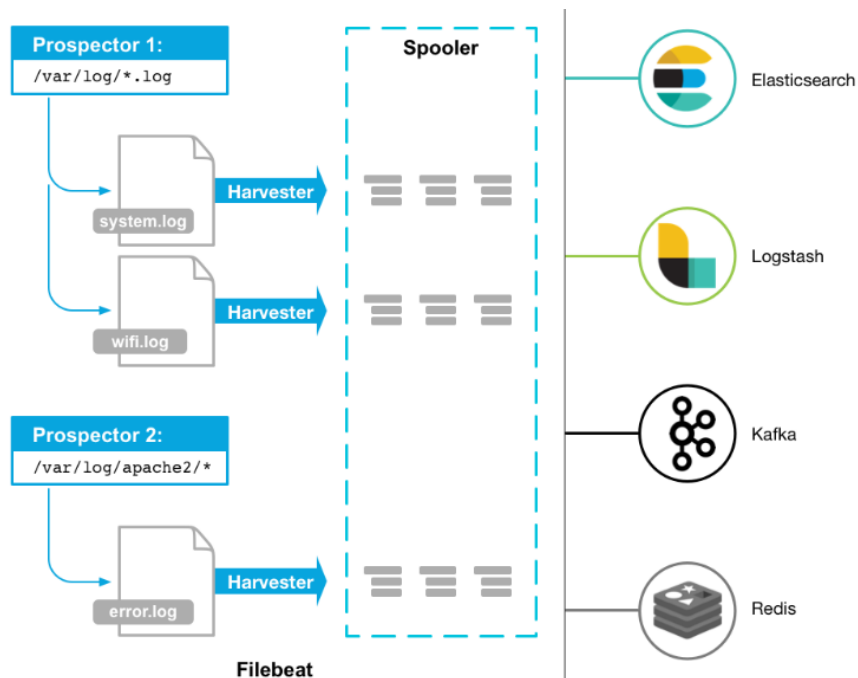 Prospector 1:
/var/log/*.log
system.log
Harvester
wifi.log
Harvester
Prospector 2:
/var/log/apache2/*
error.log
Harvester
Filebeat
Spooler
Elasticsearch
Logstash
Kafka
Redis